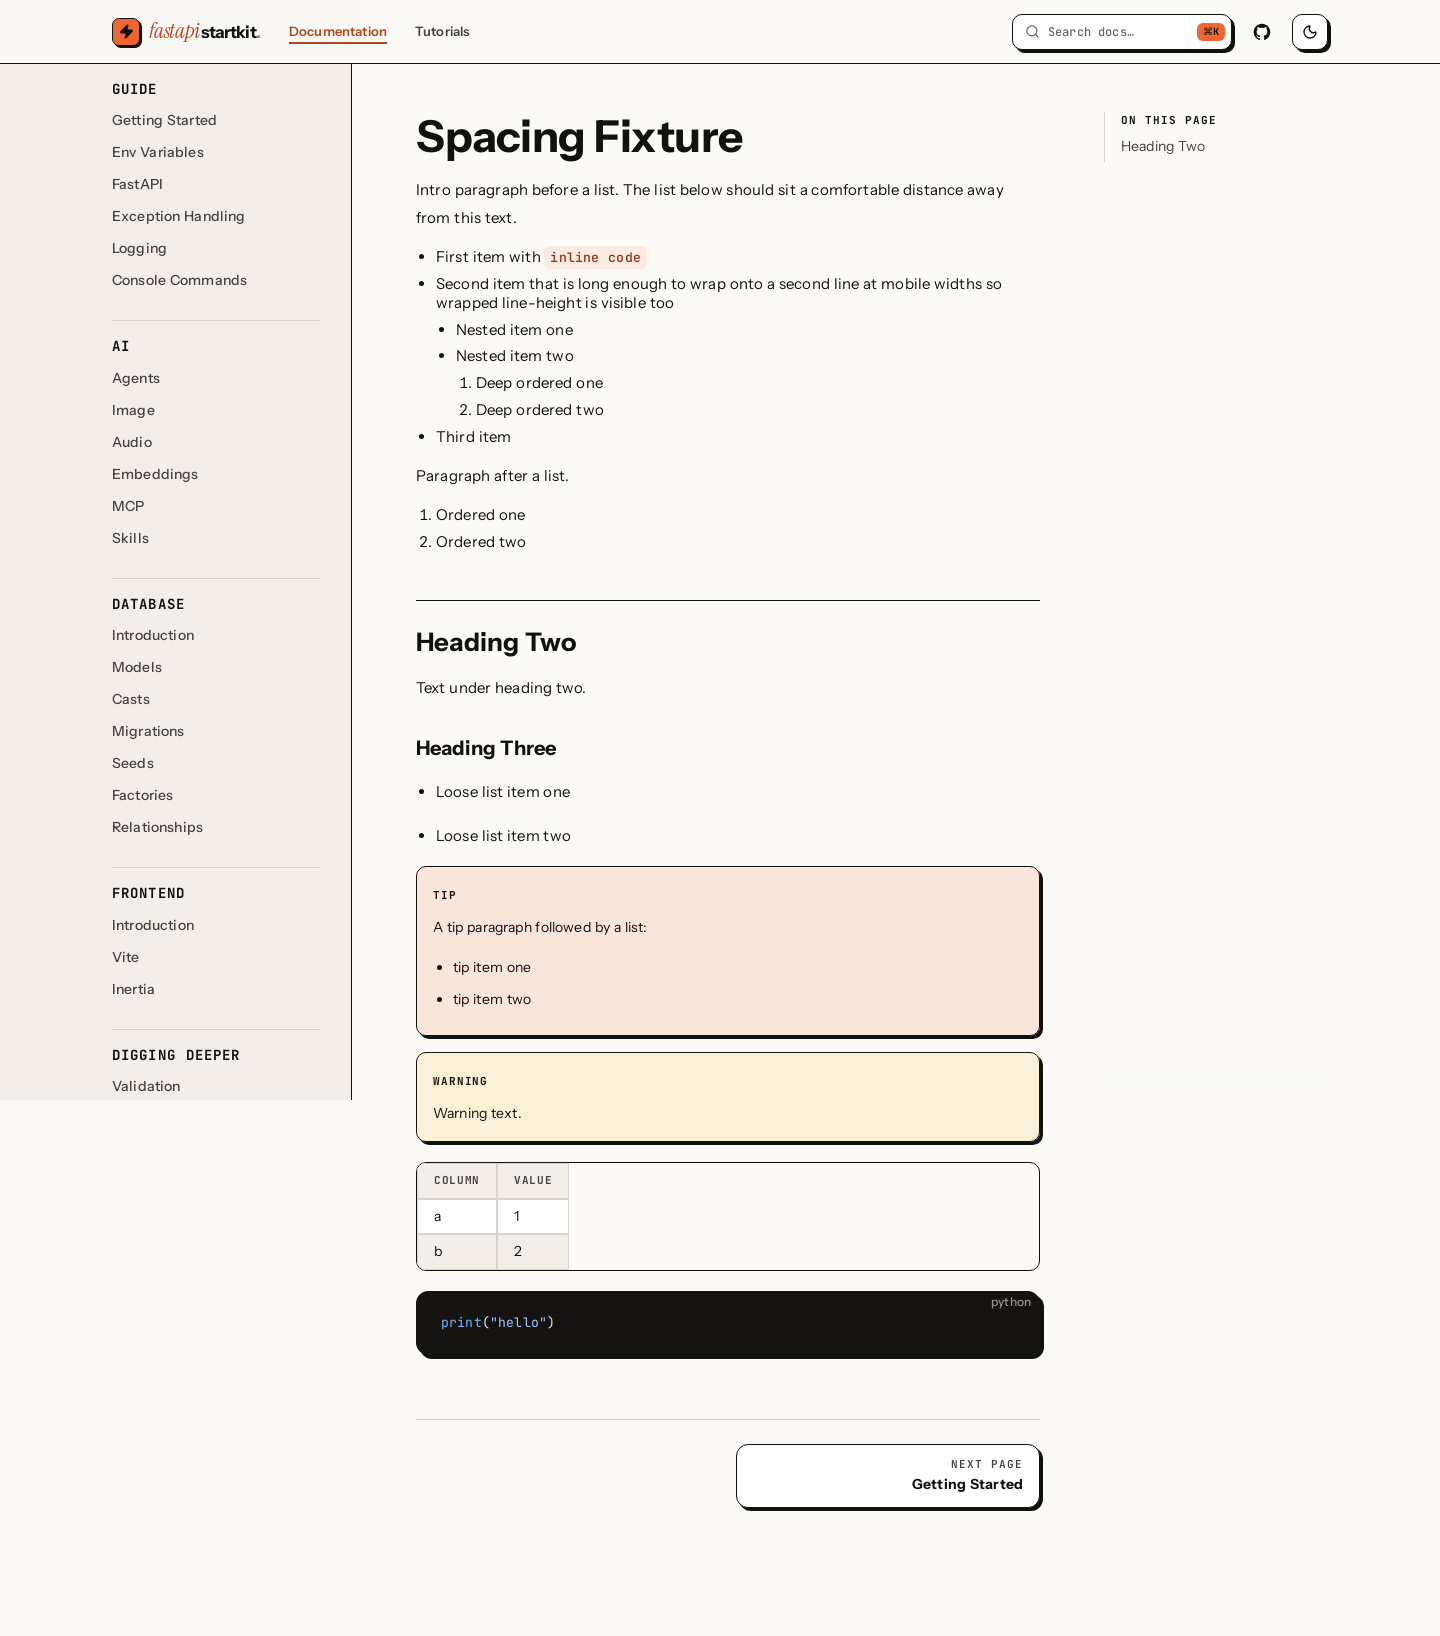 fastapi startkit.
Documentation
Tutorials
Search docs…
⌘K
GUIDE
Getting Started
Env Variables
FastAPI
Exception Handling
Logging
Console Commands
AI
Agents
Image
Audio
Embeddings
MCP
Skills
DATABASE
Introduction
Models
Casts
Migrations
Seeds
Factories
Relationships
FRONTEND
Introduction
Vite
Inertia
DIGGING DEEPER
Validation
Spacing Fixture
Intro paragraph before a list. The list below should sit a comfortable distance away
from this text.
• First item with inline code
• Second item that is long enough to wrap onto a second line at mobile widths so
wrapped line-height is visible too
• Nested item one
• Nested item two
1. Deep ordered one
2. Deep ordered two
• Third item
Paragraph after a list.
1. Ordered one
2. Ordered two
Heading Two
Text under heading two.
Heading Three
• Loose list item one
• Loose list item two
TIP
A tip paragraph followed by a list:
• tip item one
• tip item two
WARNING
Warning text.
COLUMN VALUE
a 1
b 2
python
print("hello")
NEXT PAGE
Getting Started
ON THIS PAGE
Heading Two